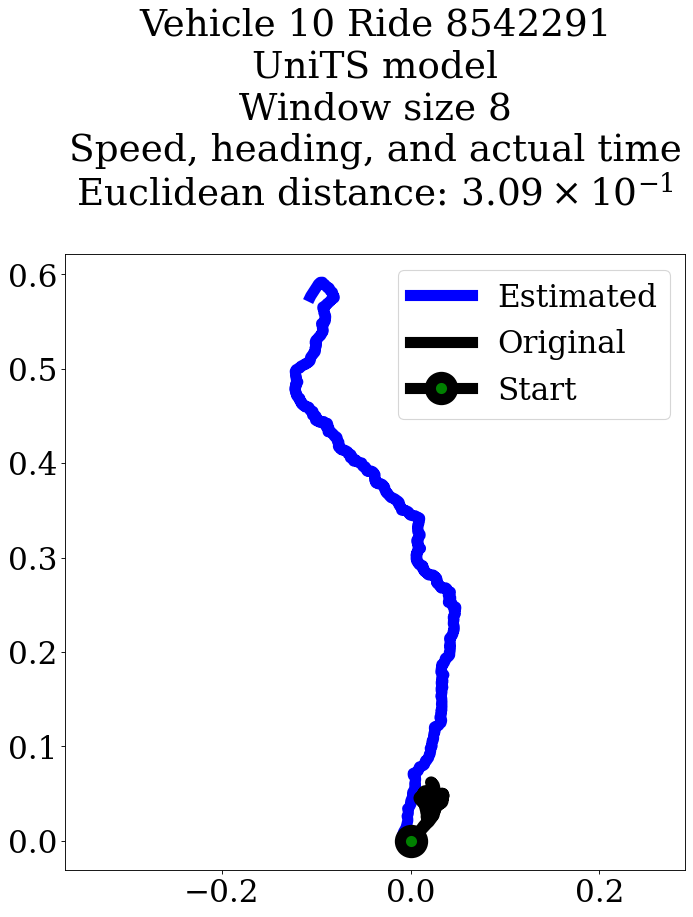 Vehicle 10 Ride 8542291
UniTS model
Window size 8
Speed, heading, and actual time
Euclidean distance: 3.09 × 10⁻¹
Estimated
Original
Start
0.6
0.5
0.4
0.3
0.2
0.1
0.0
−0.2 0.0 0.2